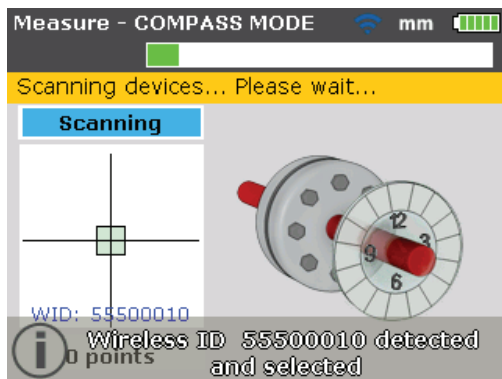 Measure - COMPASS MODE mm
Scanning devices... Please wait...
Scanning
12
3
9
6
WID: 55500010
Wireless ID 55500010 detected
0 points
and selected